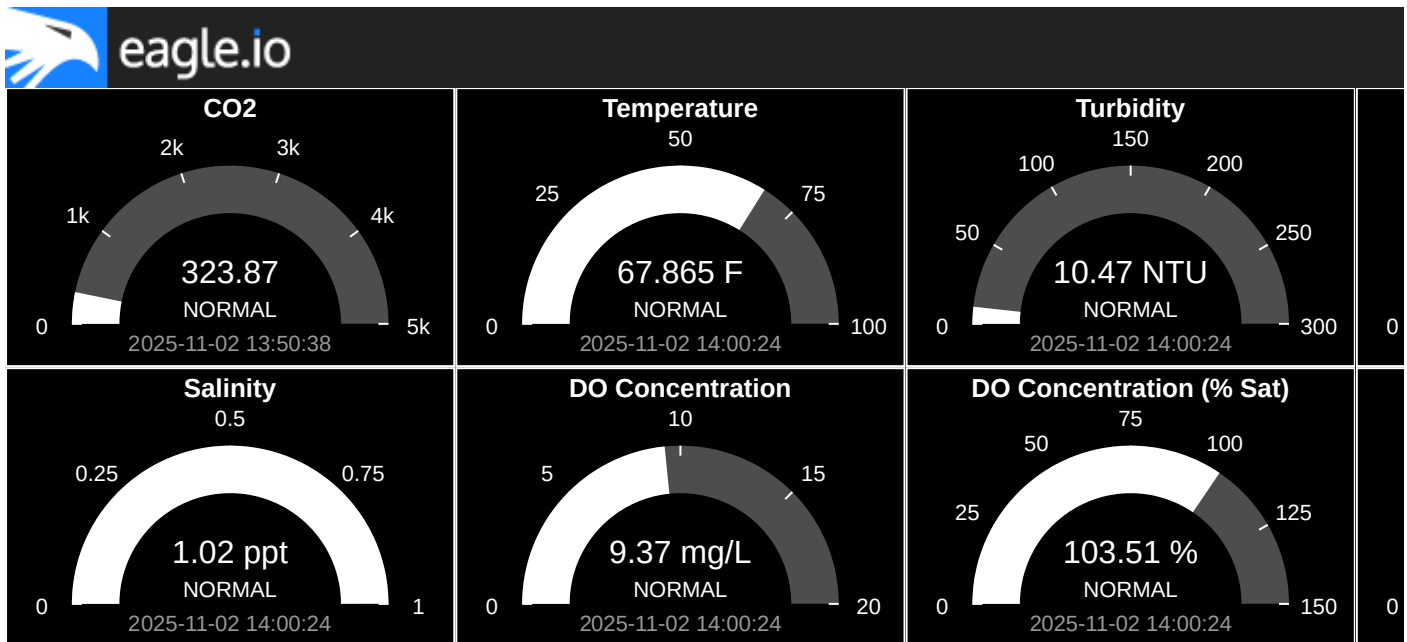 eagle.io
CO2
0
1k
2k
3k
4k
5k
323.87
NORMAL
2025-11-02 13:50:38
Temperature
0
25
50
75
100
67.865 F
NORMAL
2025-11-02 14:00:24
Turbidity
0
50
100
150
200
250
300
10.47 NTU
NORMAL
2025-11-02 14:00:24
0
Salinity
0
0.25
0.5
0.75
1
1.02 ppt
NORMAL
2025-11-02 14:00:24
DO Concentration
0
5
10
15
20
9.37 mg/L
NORMAL
2025-11-02 14:00:24
DO Concentration (% Sat)
0
25
50
75
100
125
150
103.51 %
NORMAL
2025-11-02 14:00:24
0